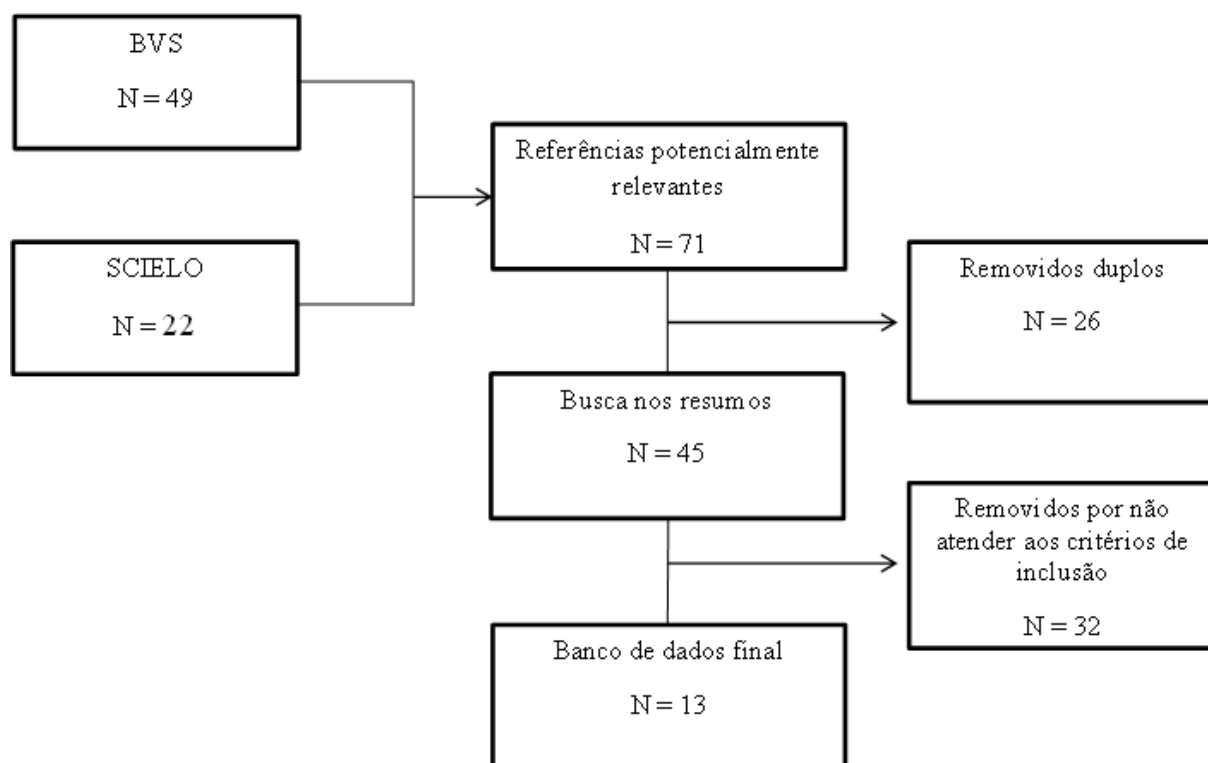 BVS
N = 49
SCIELO
N = 22
Referências potencialmente
relevantes
N = 71
Removidos duplos
N = 26
Busca nos resumos
N = 45
Removidos por não
atender aos critérios de
inclusão
N = 32
Banco de dados final
N = 13